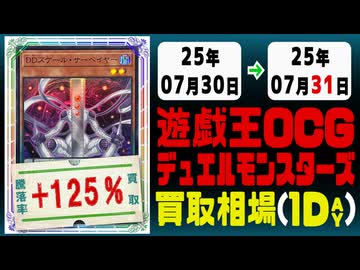 DDスケール・サーベイヤー
買取
騰落率
+125%
25年
07月30日
25年
07月31日
遊戯王OCG
デュエルモンスターズ
買取相場(1D)